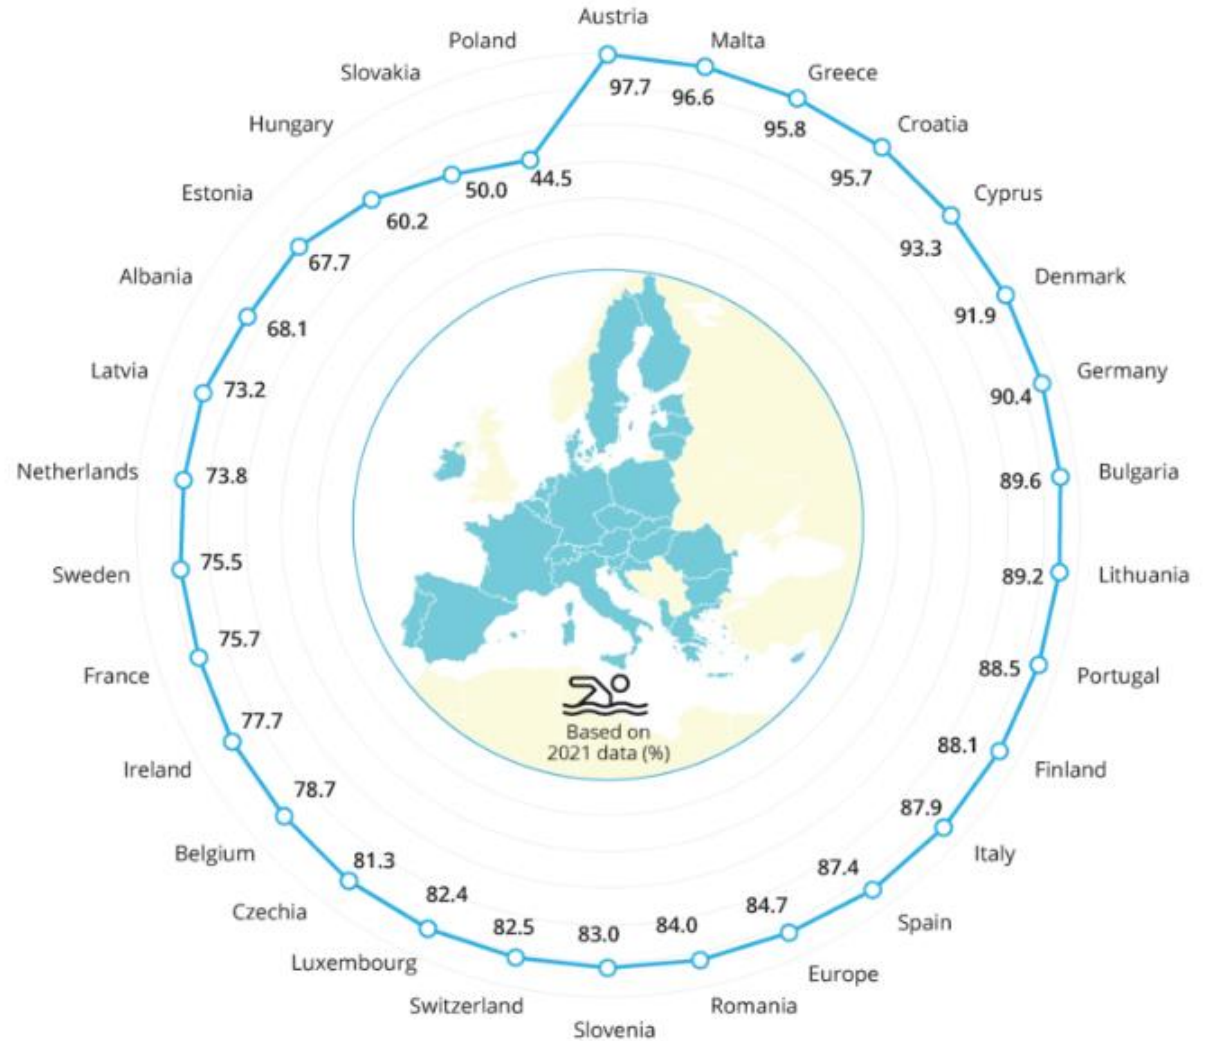 Austria
97.7
Malta
96.6
Greece
95.8
Croatia
95.7
Cyprus
93.3
Denmark
91.9
Germany
90.4
Bulgaria
89.6
Lithuania
89.2
Portugal
88.5
Finland
88.1
Italy
87.9
Spain
87.4
Europe
84.7
Romania
84.0
Slovenia
83.0
Switzerland
82.5
Luxembourg
82.4
Czechia
81.3
Belgium
78.7
Ireland
77.7
France
75.7
Sweden
75.5
Netherlands
73.8
Latvia
73.2
Albania
68.1
Estonia
67.7
Hungary
60.2
Slovakia
50.0
Poland
44.5
Based on
2021 data (%)